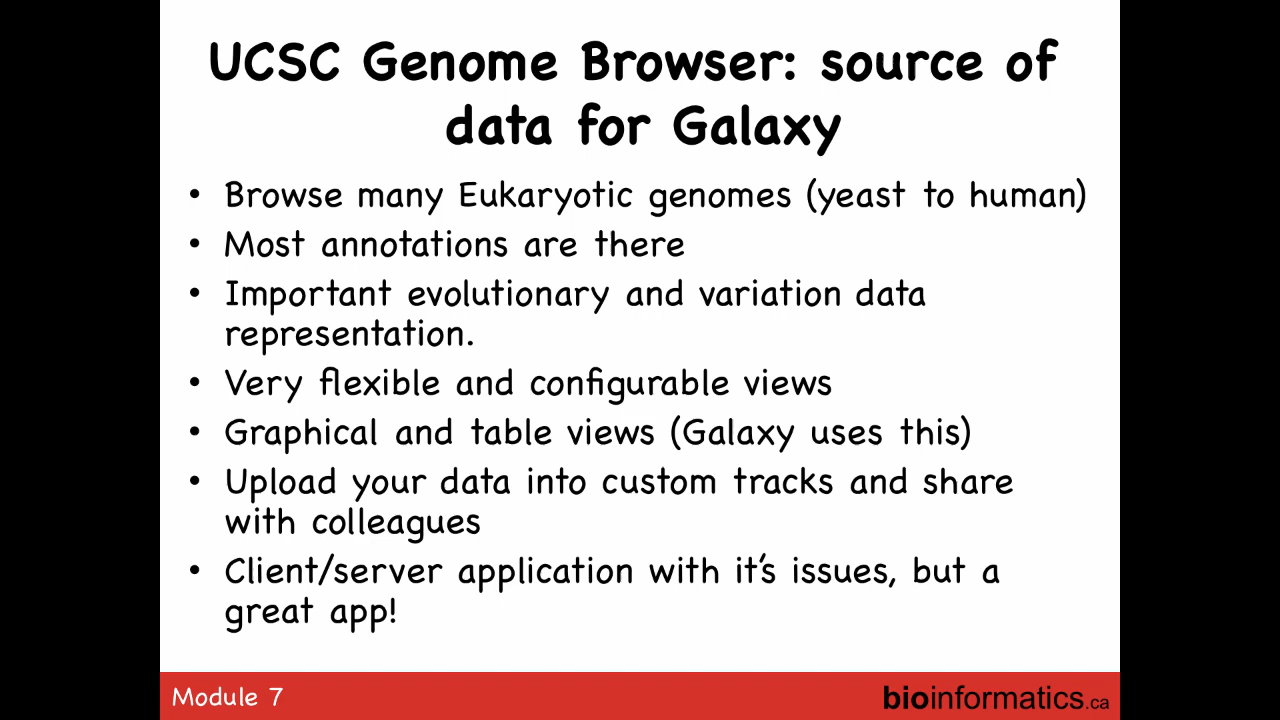 UCSC Genome Browser: source of
data for Galaxy
• Browse many Eukaryotic genomes (yeast to human)
• Most annotations are there
• Important evolutionary and variation data
representation.
• Very flexible and configurable views
• Graphical and table views (Galaxy uses this)
• Upload your data into custom tracks and share
with colleagues
• Client/server application with it’s issues, but a
great app!
Module 7
bioinformatics.ca